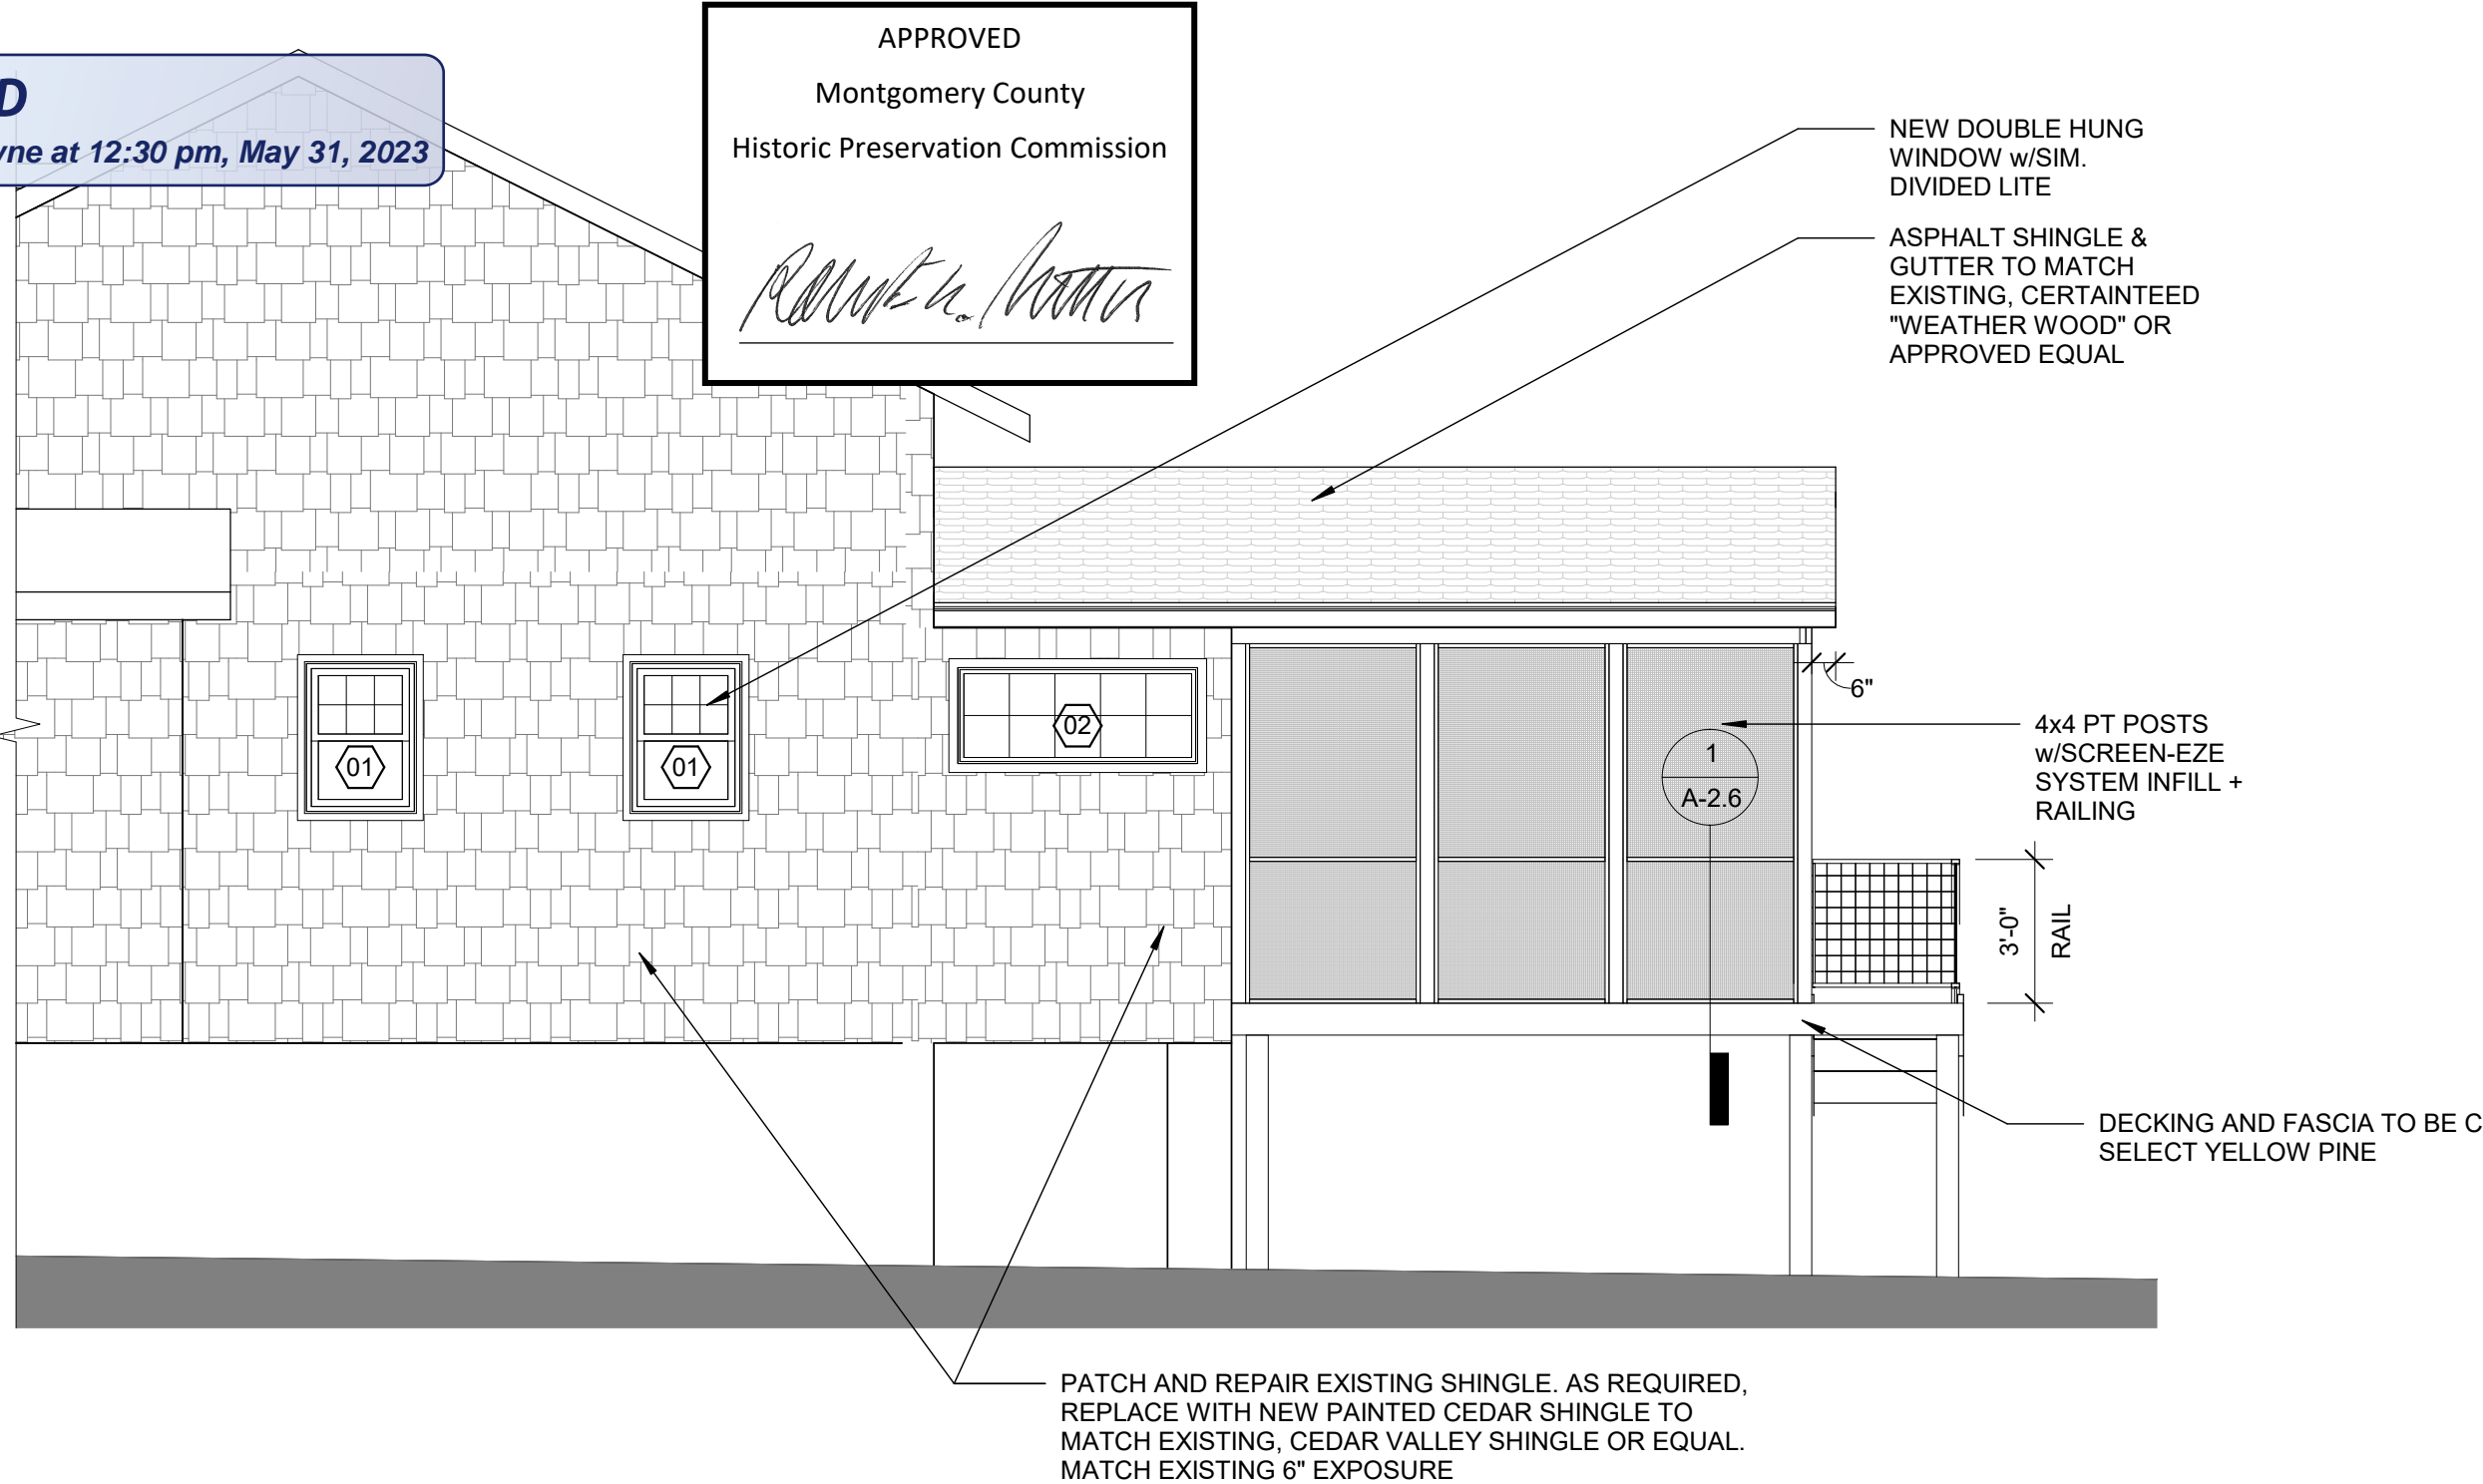 D
yne at 12:30 pm, May 31, 2023
APPROVED
Montgomery County
Historic Preservation Commission
NEW DOUBLE HUNG
WINDOW w/SIM.
DIVIDED LITE
ASPHALT SHINGLE &
GUTTER TO MATCH
EXISTING, CERTAINTEED
"WEATHER WOOD" OR
APPROVED EQUAL
01
01
02
6"
1
A-2.6
4x4 PT POSTS
w/SCREEN-EZE
SYSTEM INFILL +
RAILING
3'-0"
RAIL
DECKING AND FASCIA TO BE C
SELECT YELLOW PINE
PATCH AND REPAIR EXISTING SHINGLE. AS REQUIRED,
REPLACE WITH NEW PAINTED CEDAR SHINGLE TO
MATCH EXISTING, CEDAR VALLEY SHINGLE OR EQUAL.
MATCH EXISTING 6" EXPOSURE